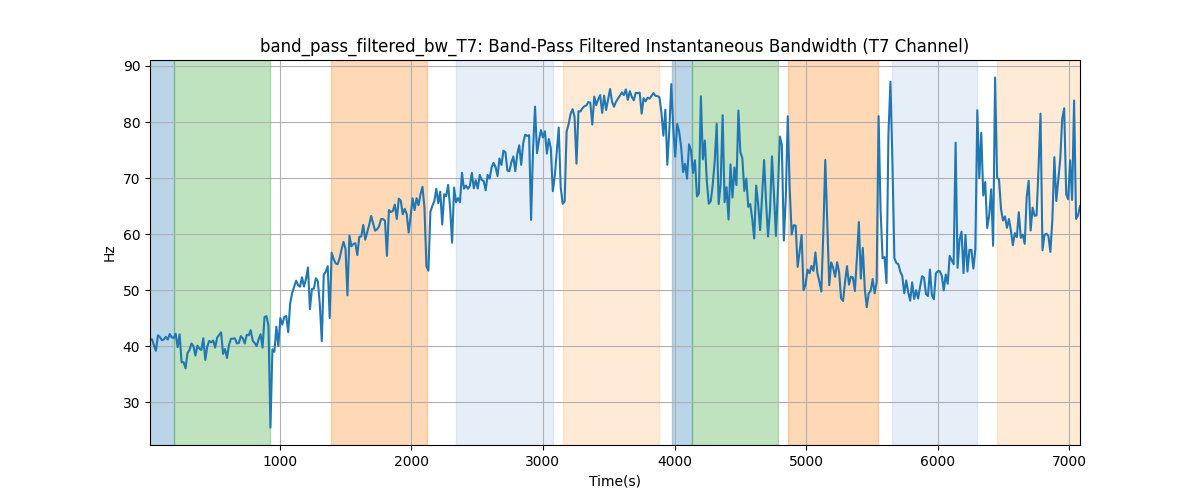 band_pass_filtered_bw_T7: Band-Pass Filtered Instantaneous Bandwidth (T7 Channel)
90
80
70
60
50
40
30
Hz
1000 2000 3000 4000 5000 6000 7000
Time(s)